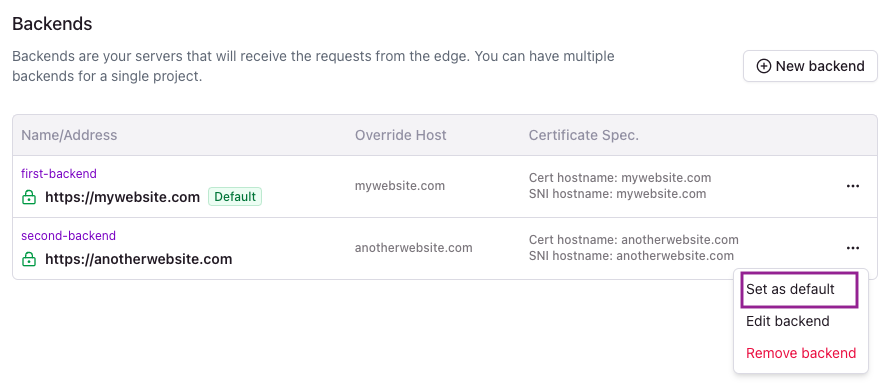 Backends
Backends are your servers that will receive the requests from the edge. You can have multiple
backends for a single project.
New backend
Name/Address Override Host Certificate Spec.
first-backend
https://mywebsite.com Default
mywebsite.com
Cert hostname: mywebsite.com
SNI hostname: mywebsite.com
second-backend
https://anotherwebsite.com
anotherwebsite.com
Cert hostname: anotherwebsite.com
SNI hostname: anotherwebsite.com
Set as default
Edit backend
Remove backend